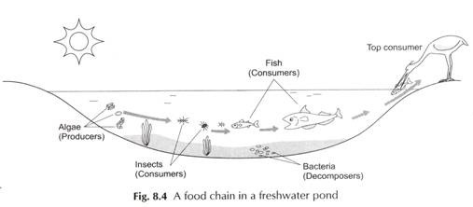 Top consumer
Fish
(Consumers)
Algae
(Producers)
Insects
(Consumers)
Bacteria
(Decomposers)
Fig. 8.4 A food chain in a freshwater pond